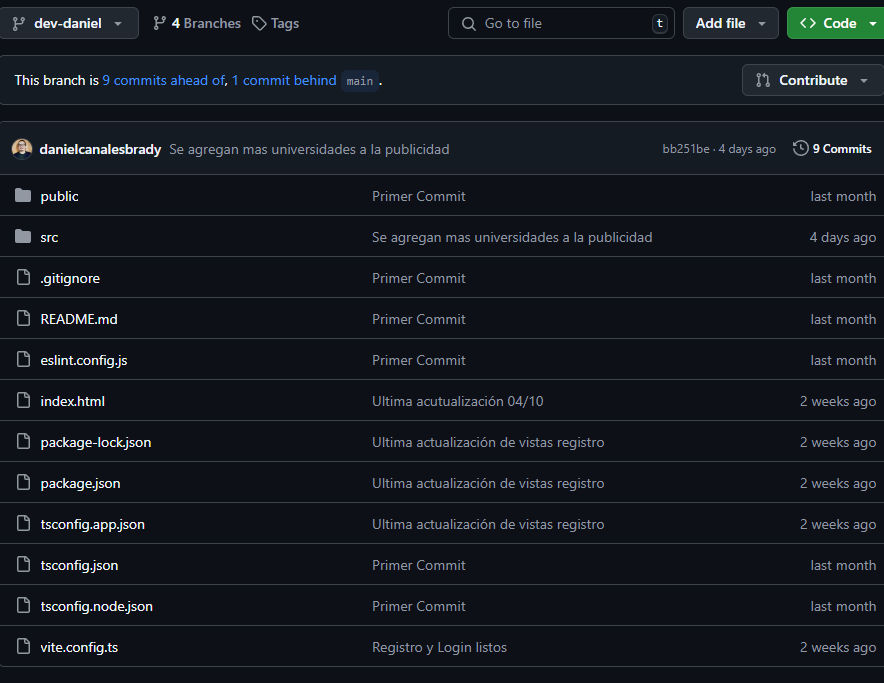 dev-daniel 4 Branches Tags Go to file t Add file Code
This branch is 9 commits ahead of, 1 commit behind main . Contribute
danielcanalesbrady Se agregan mas universidades a la publicidad bb251be · 4 days ago 9 Commits
public Primer Commit last month
src Se agregan mas universidades a la publicidad 4 days ago
.gitignore Primer Commit last month
README.md Primer Commit last month
eslint.config.js Primer Commit last month
index.html Ultima acutualización 04/10 2 weeks ago
package-lock.json Ultima actualización de vistas registro 2 weeks ago
package.json Ultima actualización de vistas registro 2 weeks ago
tsconfig.app.json Ultima actualización de vistas registro 2 weeks ago
tsconfig.json Primer Commit last month
tsconfig.node.json Primer Commit last month
vite.config.ts Registro y Login listos 2 weeks ago